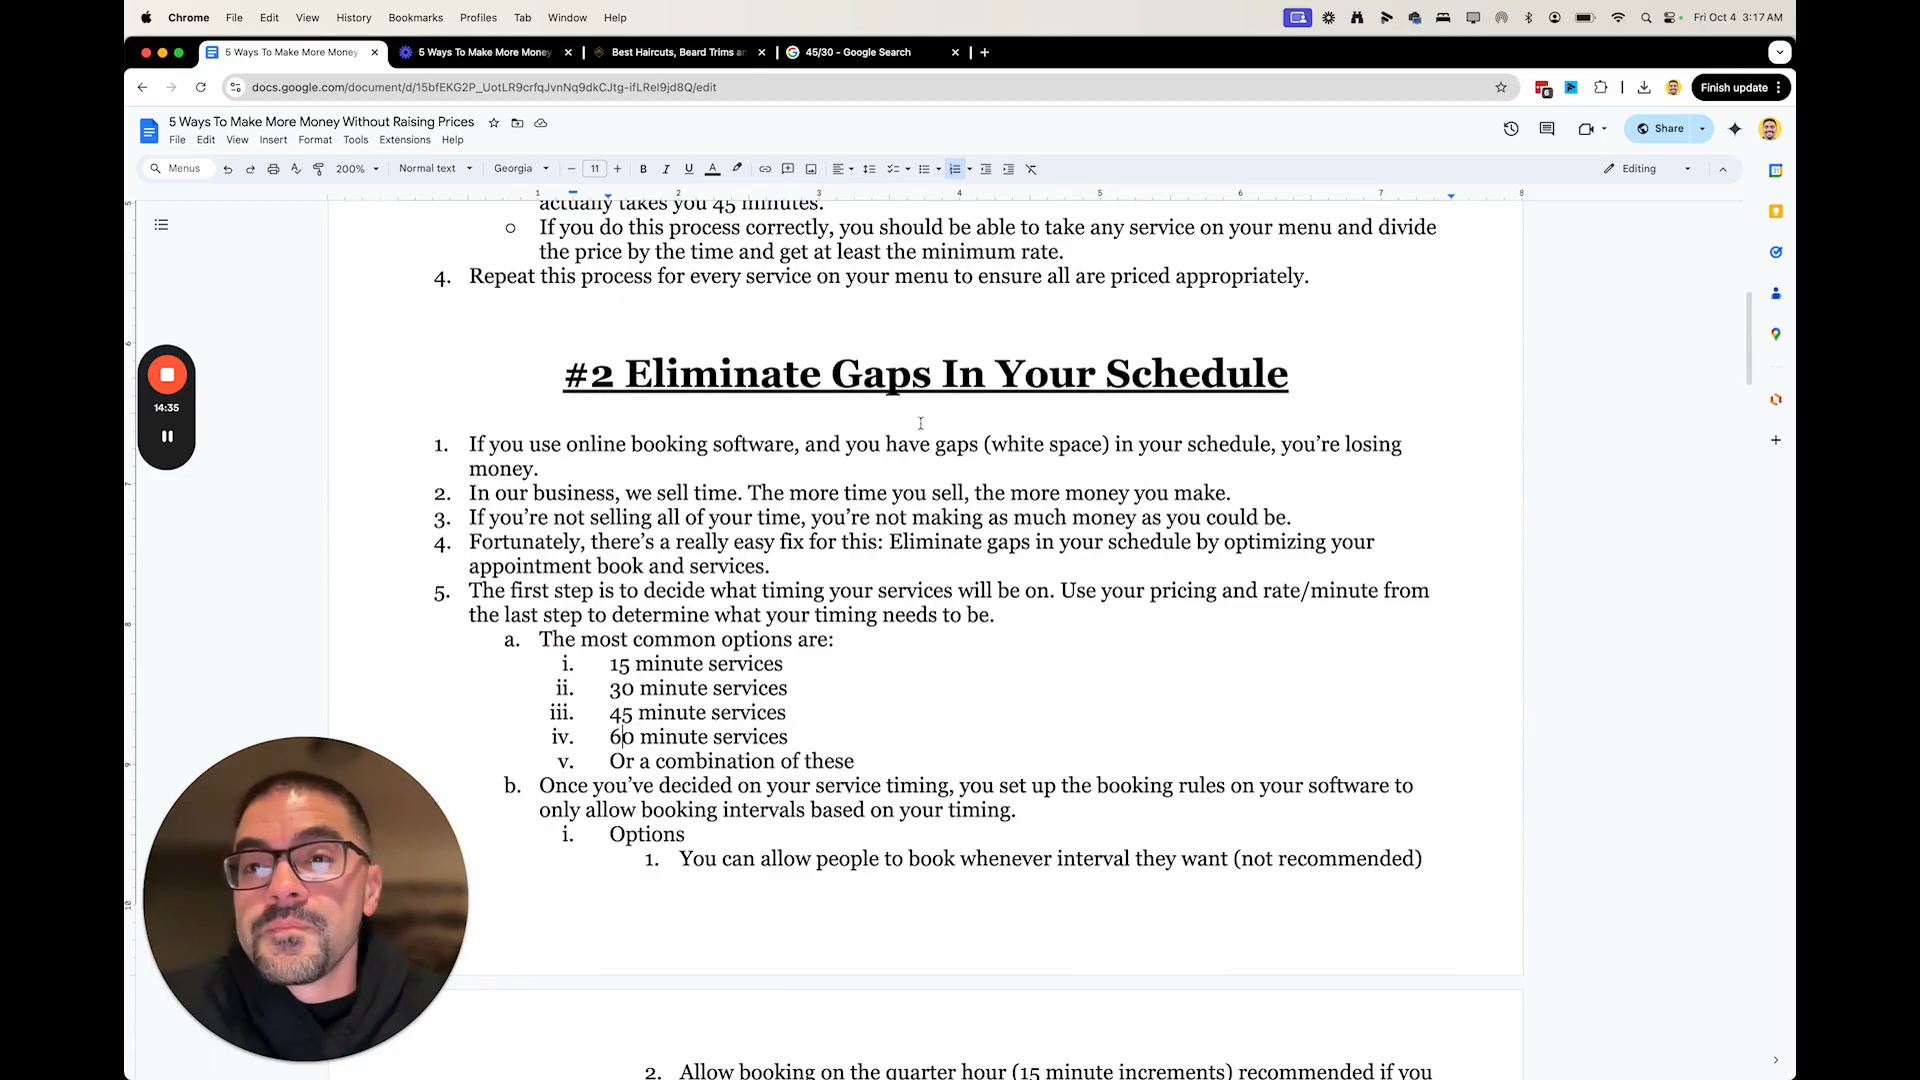 Chrome File Edit View History Bookmarks Profiles Tab Window Help Fri Oct 4 3:17 AM
5 Ways To Make More Money 5 Ways To Make More Money Best Haircuts, Beard Trims 45/30 - Google Search
docs.google.com/document/d/15bfEKG2P_UotLR9crfqJvnNq9dkCJtg-ifLRel9jd8Q/edit Finish update
5 Ways To Make More Money Without Raising Prices
File Edit View Insert Format Tools Extensions Help
Share
Menus 200% Normal text Georgia 11 Editing
1 2 3 4 5 6 7 8
actually takes you 45 minutes.
○ If you do this process correctly, you should be able to take any service on your menu and divide
the price by the time and get at least the minimum rate.
4. Repeat this process for every service on your menu to ensure all are priced appropriately.
#2 Eliminate Gaps In Your Schedule
14:35
1. If you use online booking software, and you have gaps (white space) in your schedule, you're losing
money.
2. In our business, we sell time. The more time you sell, the more money you make.
3. If you're not selling all of your time, you're not making as much money as you could be.
4. Fortunately, there's a really easy fix for this: Eliminate gaps in your schedule by optimizing your
appointment book and services.
5. The first step is to decide what timing your services will be on. Use your pricing and rate/minute from
the last step to determine what your timing needs to be.
a. The most common options are:
i. 15 minute services
ii. 30 minute services
iii. 45 minute services
iv. 60 minute services
v. Or a combination of these
b. Once you've decided on your service timing, you set up the booking rules on your software to
only allow booking intervals based on your timing.
i. Options
1. You can allow people to book whenever interval they want (not recommended)
2. Allow booking on the quarter hour (15 minute increments) recommended if you